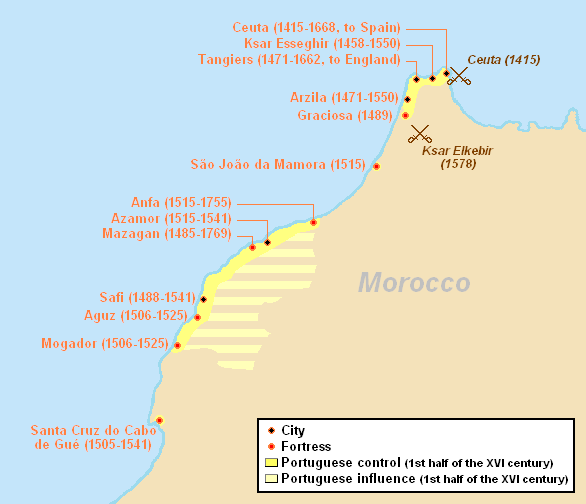 Ceuta (1415-1668, to Spain)
Ksar Esseghir (1458-1550)
Tangiers (1471-1662, to England)
Ceuta (1415)
Arzila (1471-1550)
Graciosa (1489)
Ksar Elkebir
(1578)
São João da Mamora (1515)
Anfa (1515-1755)
Azamor (1515-1541)
Mazagan (1485-1769)
Morocco
Safi (1488-1541)
Aguz (1506-1525)
Mogador (1506-1525)
Santa Cruz do Cabo
de Gué (1505-1541)
City
Fortress
Portuguese control (1st half of the XVI century)
Portuguese influence (1st half of the XVI century)